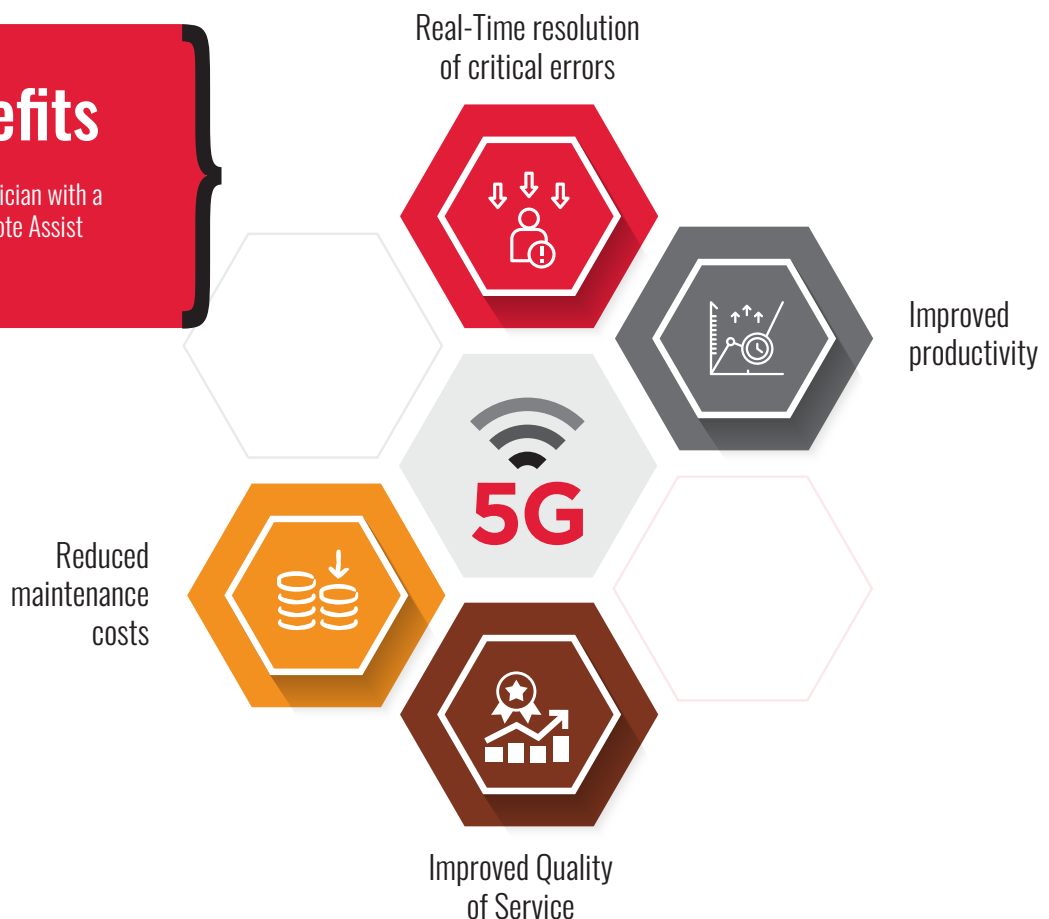 Real-Time resolution
of critical errors
efits
ician with a
ote Assist
Improved
productivity
5G
Reduced
maintenance
costs
Improved Quality
of Service